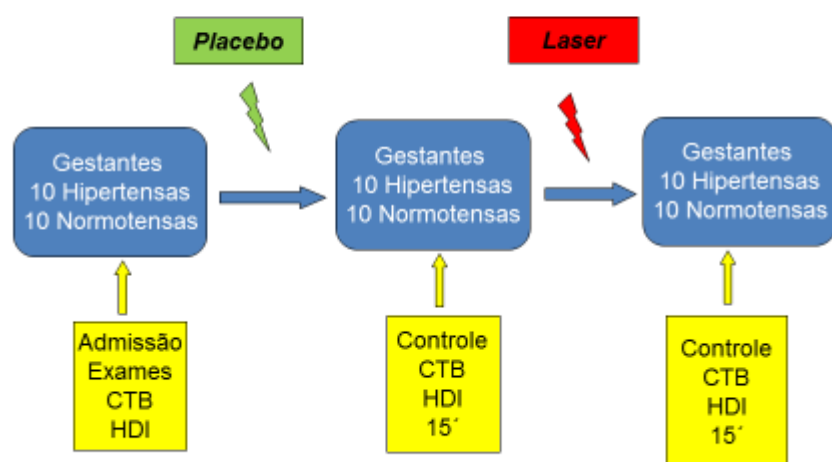 Placebo
Laser
Gestantes
10 Hipertensas
10 Normotensas
Gestantes
10 Hipertensas
10 Normotensas
Gestantes
10 Hipertensas
10 Normotensas
Admissão
Exames
CTB
HDI
Controle
CTB
HDI
15´
Controle
CTB
HDI
15´